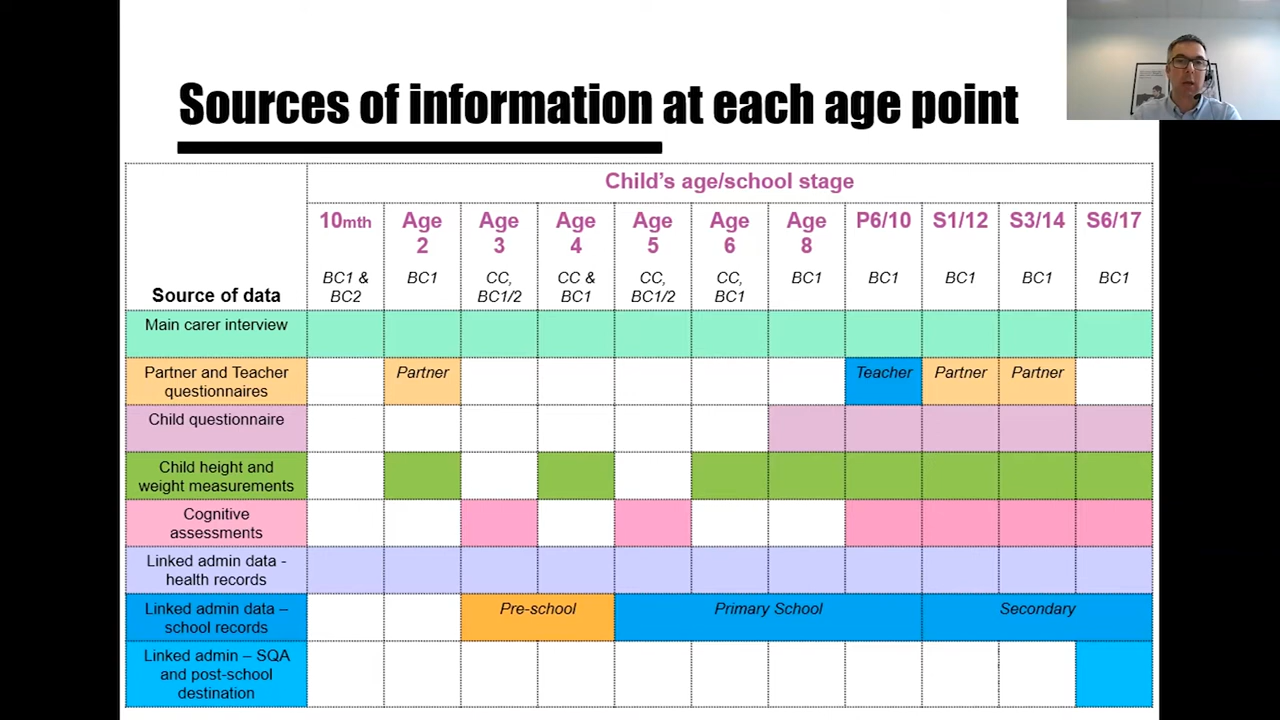 Sources of information at each age point
Child's age/school stage
10mth
Age
2
Age
3
Age
4
Age
5
Age
6
Age
8
P6/10
S1/12
S3/14
S6/17
Source of data
BC1 &
BC2
BC1
CC,
BC1/2
CC &
BC1
CC,
BC1/2
CC,
BC1
BC1
BC1
BC1
BC1
BC1
Main carer interview
Partner and Teacher
questionnaires
Partner
Teacher
Partner
Partner
Child questionnaire
Child height and
weight measurements
Cognitive
assessments
Linked admin data -
health records
Linked admin data –
school records
Pre-school
Primary School
Secondary
Linked admin – SQA
and post-school
destination